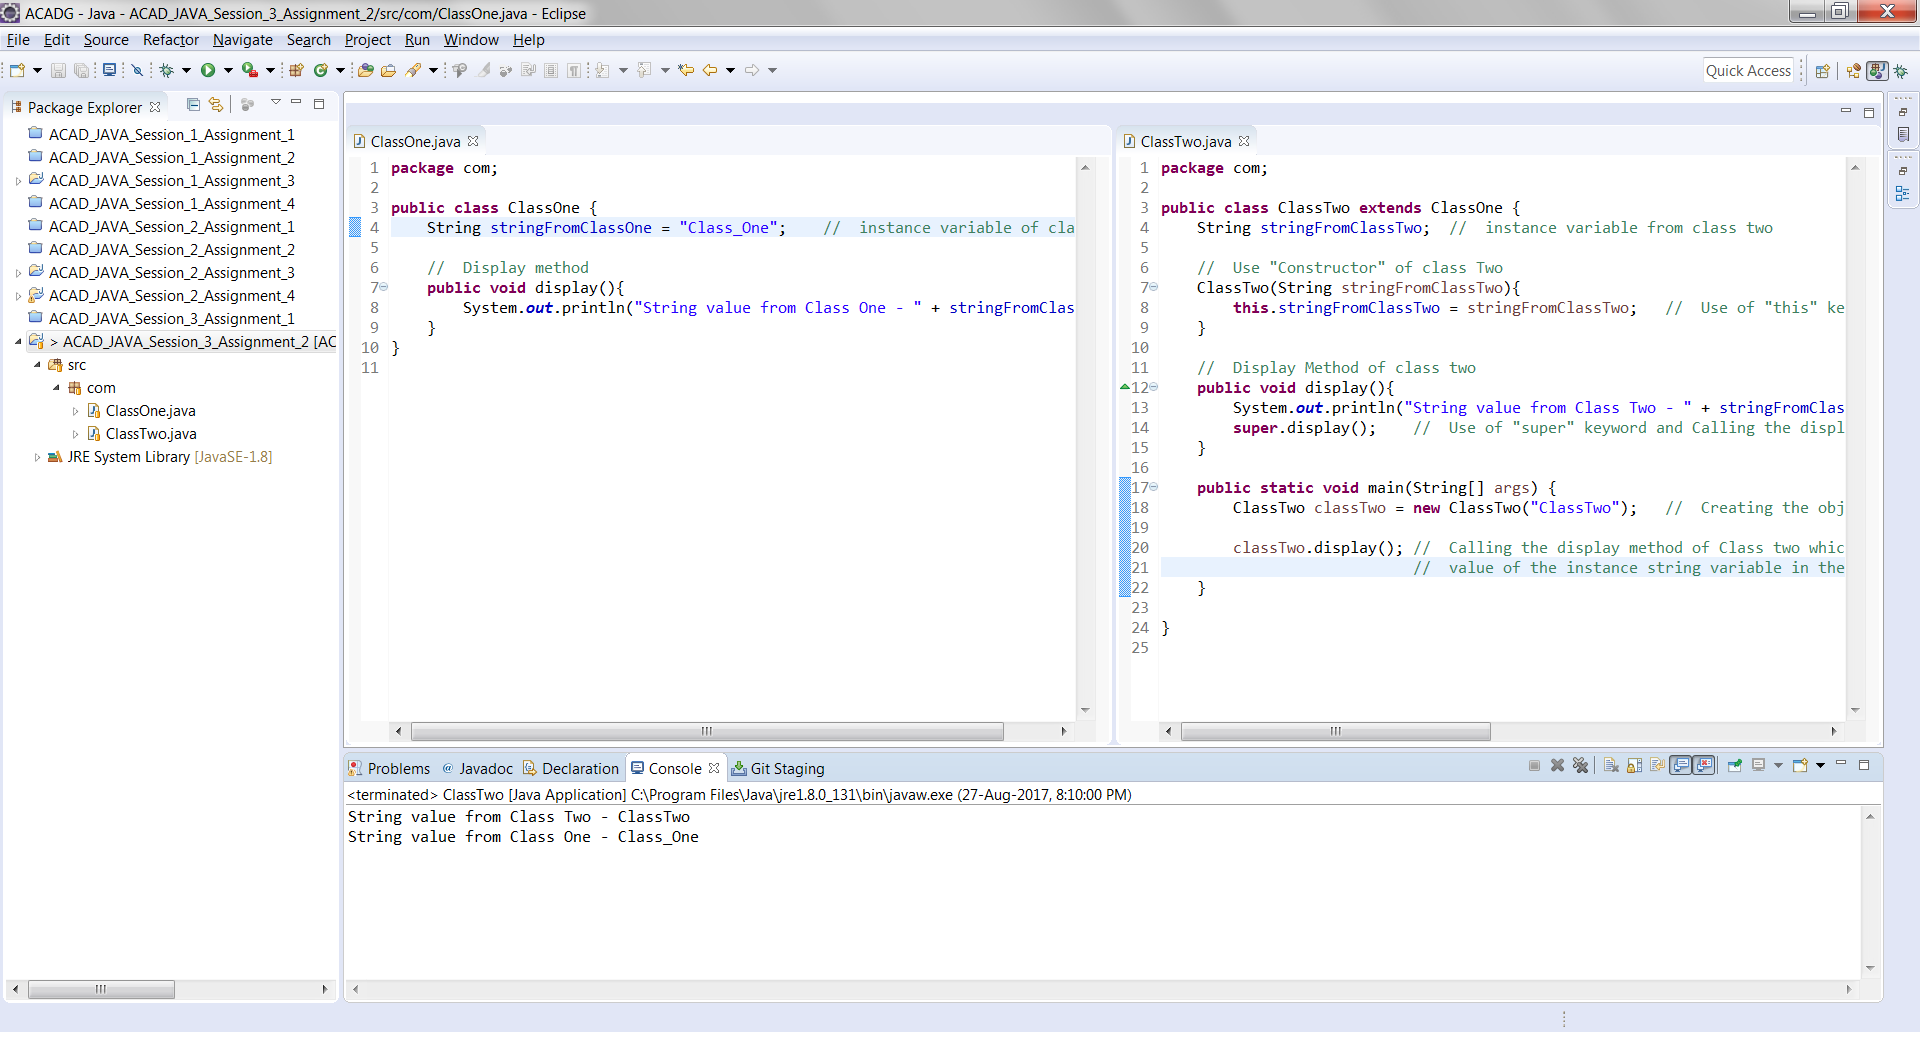 ACADG - Java - ACAD_JAVA_Session_3_Assignment_2/src/com/ClassOne.java - Eclipse
File Edit Source Refactor Navigate Search Project Run Window Help
Quick Access
Package Explorer
ACAD_JAVA_Session_1_Assignment_1
ACAD_JAVA_Session_1_Assignment_2
ACAD_JAVA_Session_1_Assignment_3
ACAD_JAVA_Session_1_Assignment_4
ACAD_JAVA_Session_2_Assignment_1
ACAD_JAVA_Session_2_Assignment_2
ACAD_JAVA_Session_2_Assignment_3
ACAD_JAVA_Session_2_Assignment_4
ACAD_JAVA_Session_3_Assignment_1
> ACAD_JAVA_Session_3_Assignment_2 [AC
src
com
ClassOne.java
ClassTwo.java
JRE System Library [JavaSE-1.8]
ClassOne.java
1 package com;
2
3 public class ClassOne {
4 String stringFromClassOne = "Class_One"; // instance variable of cla
5
6 // Display method
7 public void display(){
8 System.out.println("String value from Class One - " + stringFromClas
9 }
10 }
11
ClassTwo.java
1 package com;
2
3 public class ClassTwo extends ClassOne {
4 String stringFromClassTwo; // instance variable from class two
5
6 // Use "Constructor" of class Two
7 ClassTwo(String stringFromClassTwo){
8 this.stringFromClassTwo = stringFromClassTwo; // Use of "this" ke
9 }
10
11 // Display Method of class two
12 public void display(){
13 System.out.println("String value from Class Two - " + stringFromClas
14 super.display(); // Use of "super" keyword and Calling the displ
15 }
16
17 public static void main(String[] args) {
18 ClassTwo classTwo = new ClassTwo("ClassTwo"); // Creating the obj
19
20 classTwo.display(); // Calling the display method of Class two whic
21 // value of the instance string variable in the
22 }
23
24 }
25
Problems Javadoc Declaration Console Git Staging
<terminated> ClassTwo [Java Application] C:\Program Files\Java\jre1.8.0_131\bin\javaw.exe (27-Aug-2017, 8:10:00 PM)
String value from Class Two - ClassTwo
String value from Class One - Class_One